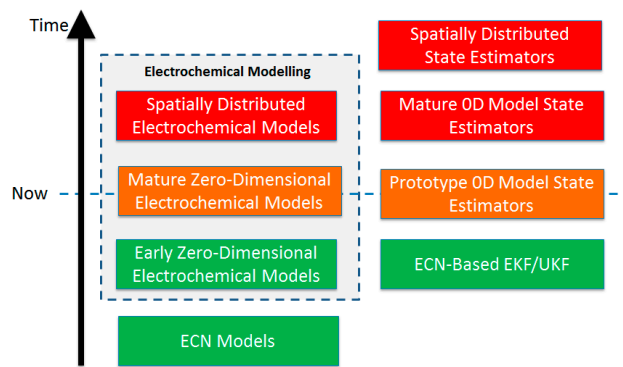 Time
Spatially Distributed
State Estimators
Electrochemical Modelling
Spatially Distributed
Electrochemical Models
Mature 0D Model State
Estimators
Now
Mature Zero-Dimensional
Electrochemical Models
Prototype 0D Model State
Estimators
Early Zero-Dimensional
Electrochemical Models
ECN-Based EKF/UKF
ECN Models